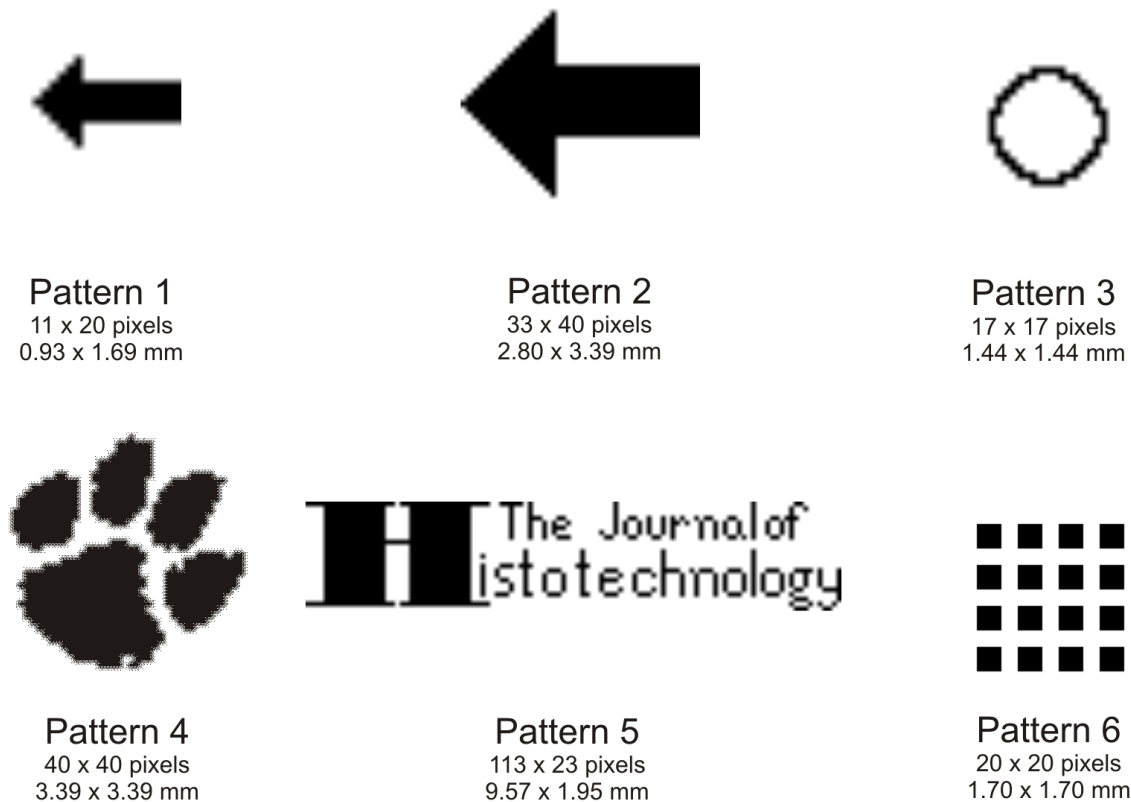 Pattern 1
11 x 20 pixels
0.93 x 1.69 mm
Pattern 2
33 x 40 pixels
2.80 x 3.39 mm
Pattern 3
17 x 17 pixels
1.44 x 1.44 mm
H The Journal of
istotechnology
Pattern 4
40 x 40 pixels
3.39 x 3.39 mm
Pattern 5
113 x 23 pixels
9.57 x 1.95 mm
Pattern 6
20 x 20 pixels
1.70 x 1.70 mm